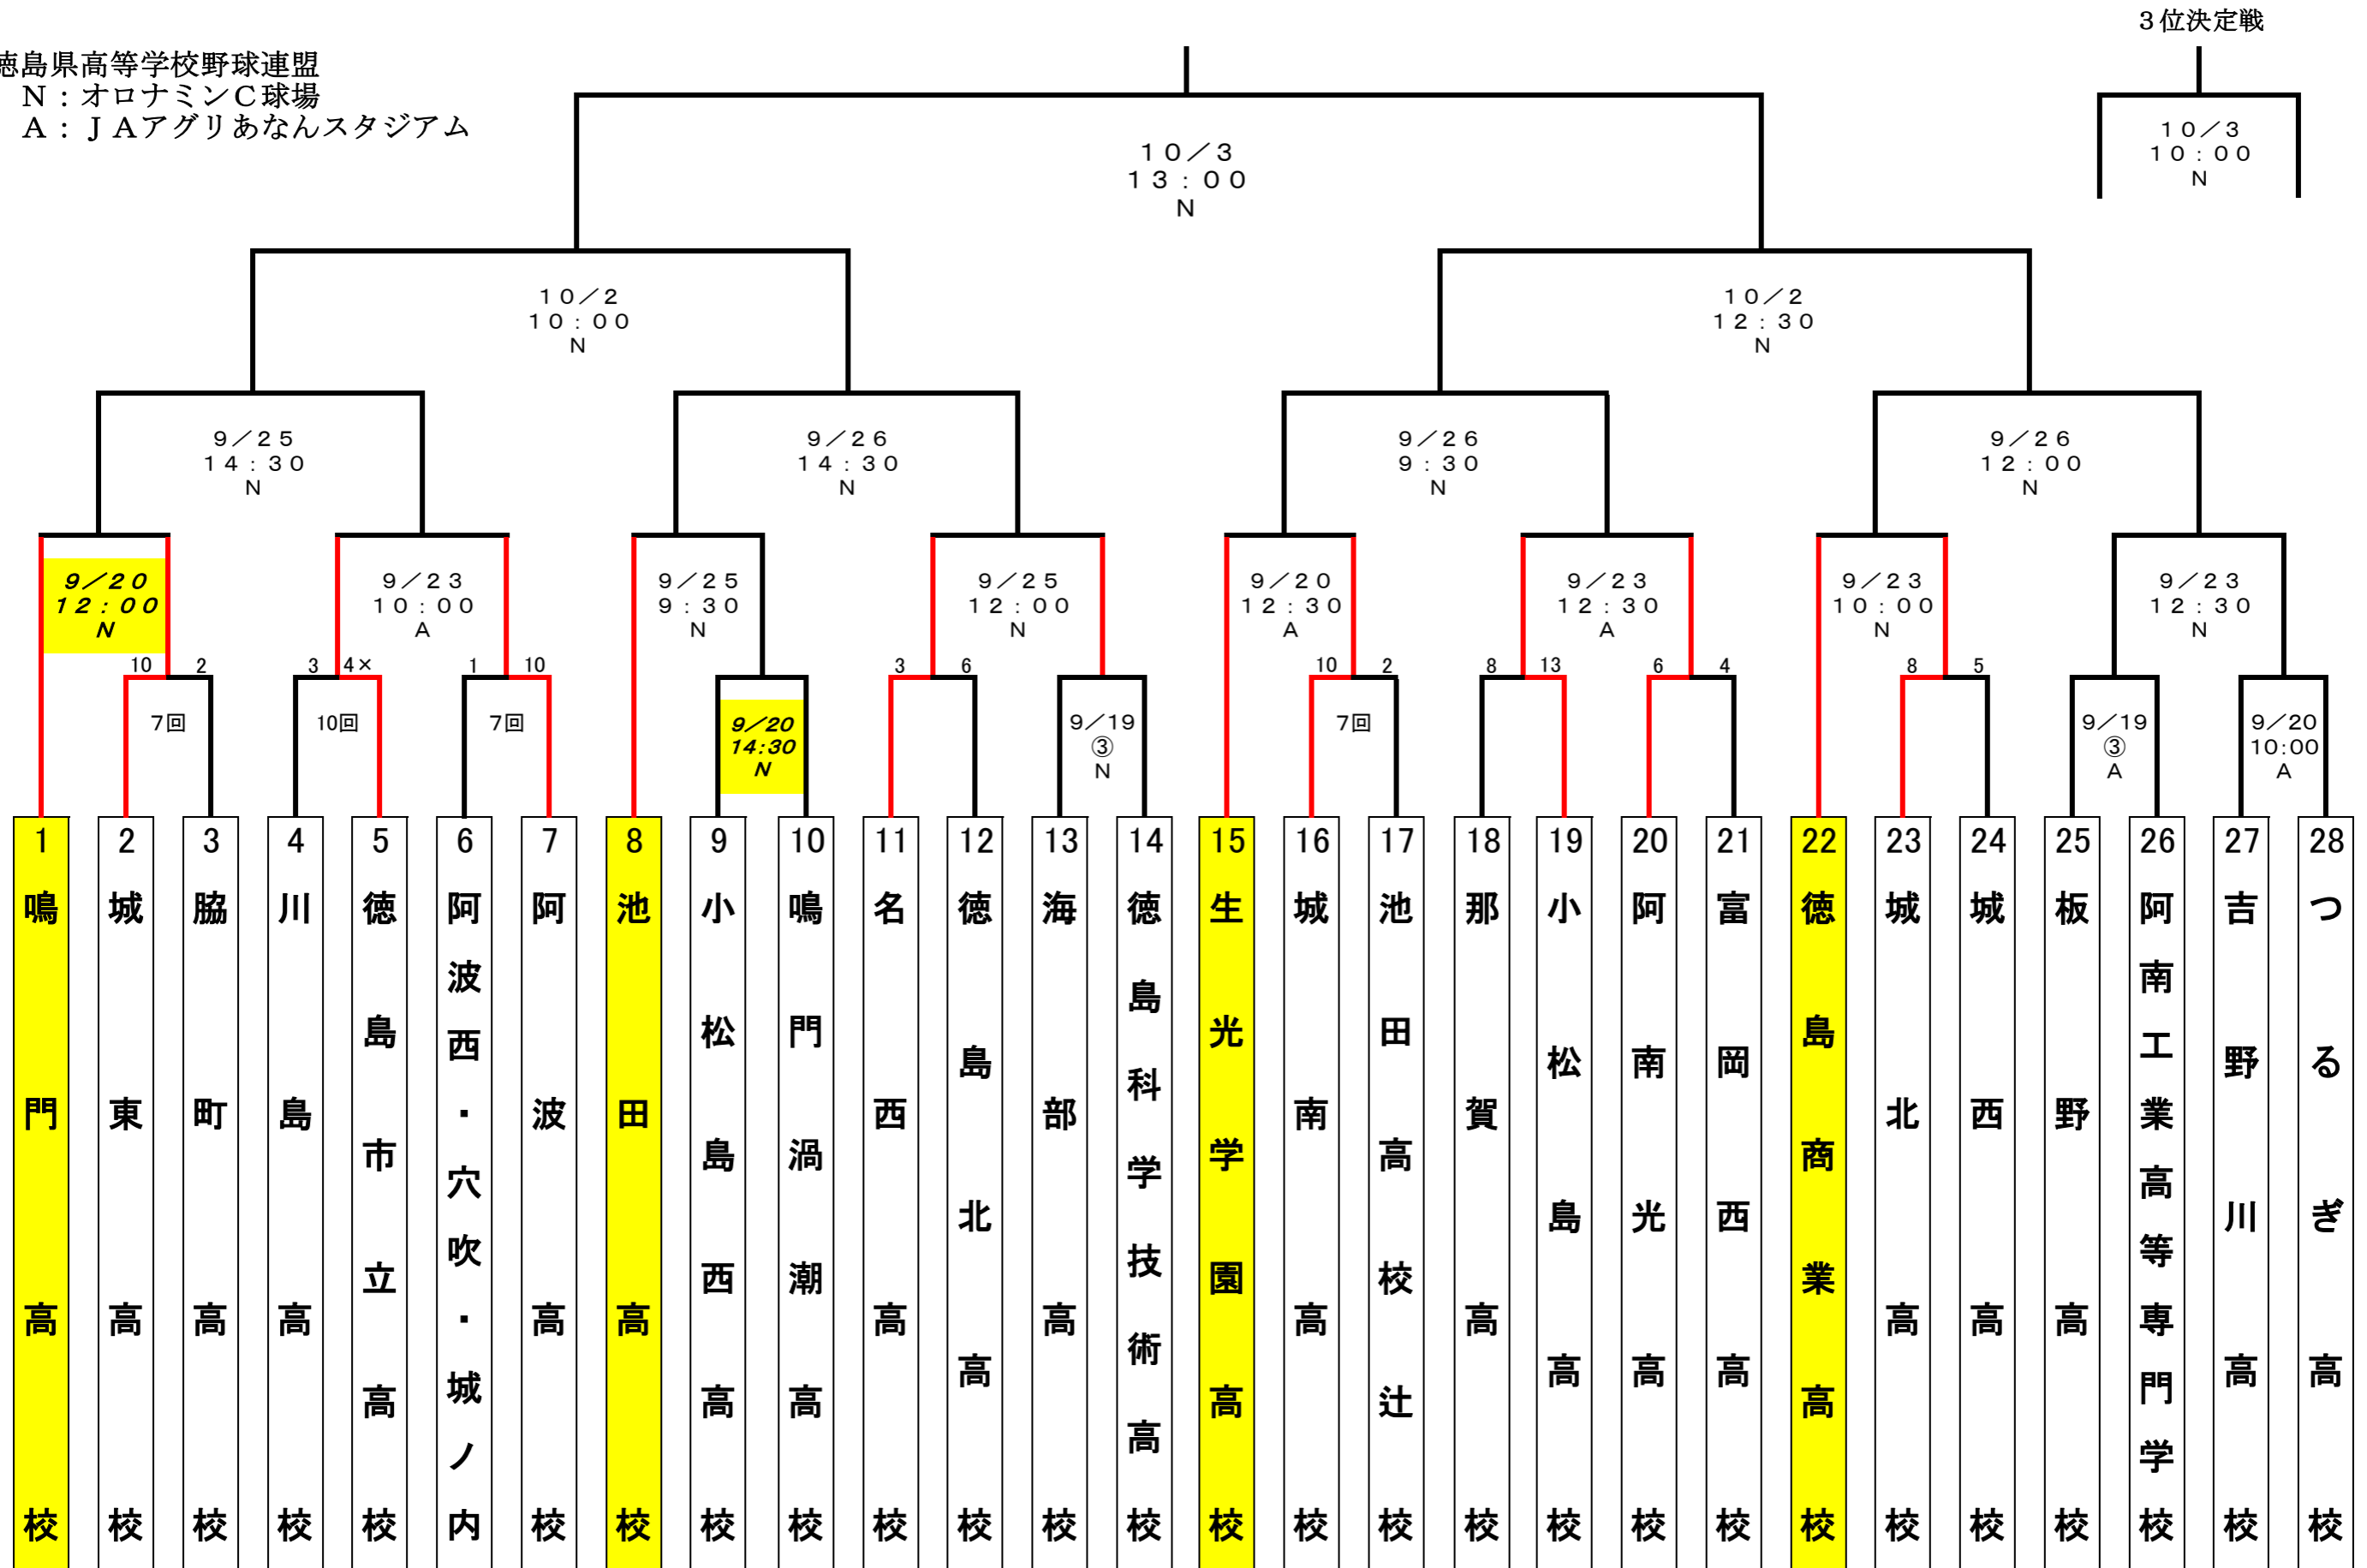 ３位決定戦
徳島県高等学校野球連盟
Ｎ：オロナミンＣ球場
Ａ：ＪＡアグリあなんスタジアム
１０／３
１０：００
Ｎ
１０／３
１３：００
Ｎ
１０／２
１０：００
Ｎ
１０／２
１２：３０
Ｎ
９／２５
１４：３０
Ｎ
９／２６
１４：３０
Ｎ
９／２６
９：３０
Ｎ
９／２６
１２：００
Ｎ
９／２０
１２：００
Ｎ
９／２３
１０：００
Ａ
９／２５
９：３０
Ｎ
９／２５
１２：００
Ｎ
９／２０
１２：３０
Ａ
９／２３
１２：３０
Ａ
９／２３
１０：００
Ｎ
９／２３
１２：３０
Ｎ
10 2
3 4×
1 10
3 6
10 2
8 13
6 4
8 5
7回
10回
7回
9／20
14:30
Ｎ
9／19
③
Ｎ
7回
9／19
③
Ａ
9／20
10:00
Ａ
1 鳴門高校
2 城東高校
3 脇町高校
4 川島高校
5 徳島市立高校
6 阿波西・穴吹・城ノ内
7 阿波高校
8 池田高校
9 小松島西高校
10 鳴門渦潮高校
11 名西高校
12 徳島北高校
13 海部高校
14 徳島科学技術高校
15 生光学園高校
16 城南高校
17 池田高校辻校
18 那賀高校
19 小松島高校
20 阿南光高校
21 富岡西高校
22 徳島商業高校
23 城北高校
24 城西高校
25 板野高校
26 阿南工業高等専門学校
27 吉野川高校
28 つるぎ高校